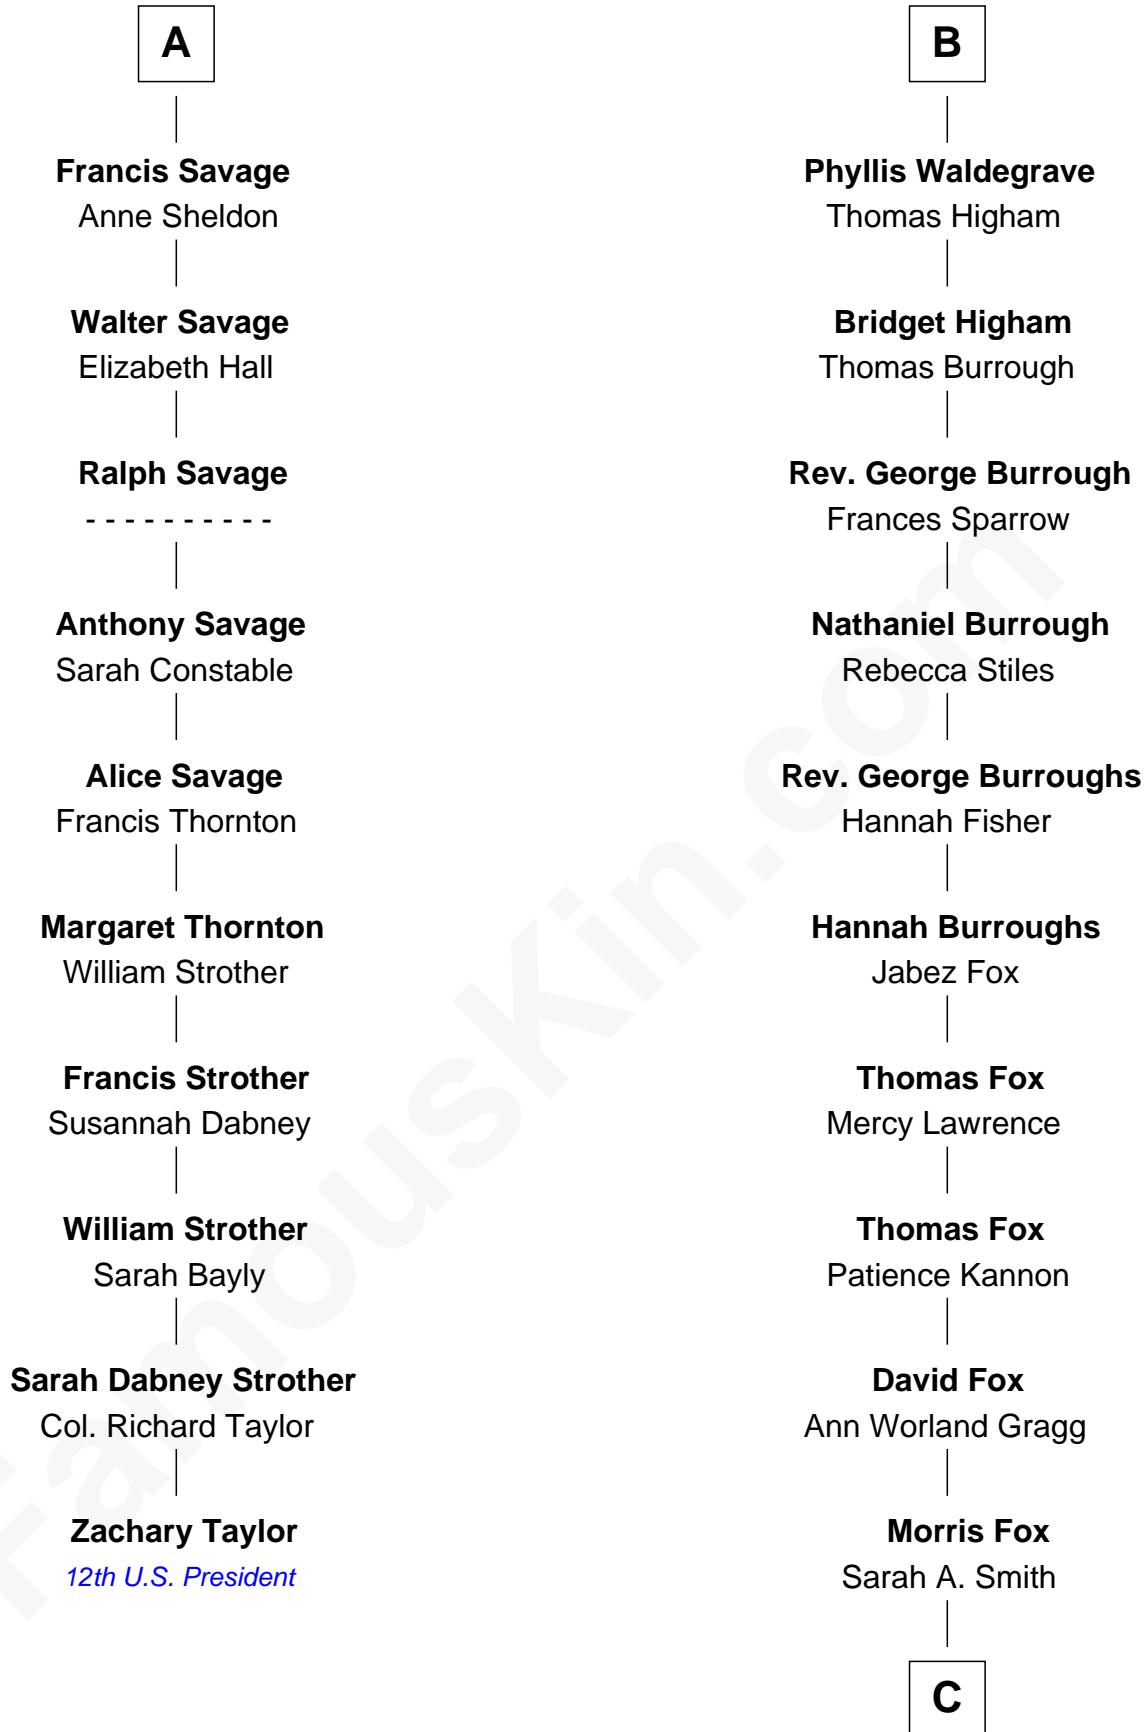 A
Francis Savage
Anne Sheldon
Walter Savage
Elizabeth Hall
Ralph Savage
- - - - - - - - - -
Anthony Savage
Sarah Constable
Alice Savage
Francis Thornton
Margaret Thornton
William Strother
Francis Strother
Susannah Dabney
William Strother
Sarah Bayly
Sarah Dabney Strother
Col. Richard Taylor
Zachary Taylor
12th U.S. President
B
Phyllis Waldegrave
Thomas Higham
Bridget Higham
Thomas Burrough
Rev. George Burrough
Frances Sparrow
Nathaniel Burrough
Rebecca Stiles
Rev. George Burroughs
Hannah Fisher
Hannah Burroughs
Jabez Fox
Thomas Fox
Mercy Lawrence
Thomas Fox
Patience Kannon
David Fox
Ann Worland Gragg
Morris Fox
Sarah A. Smith
C
FamousKin.com